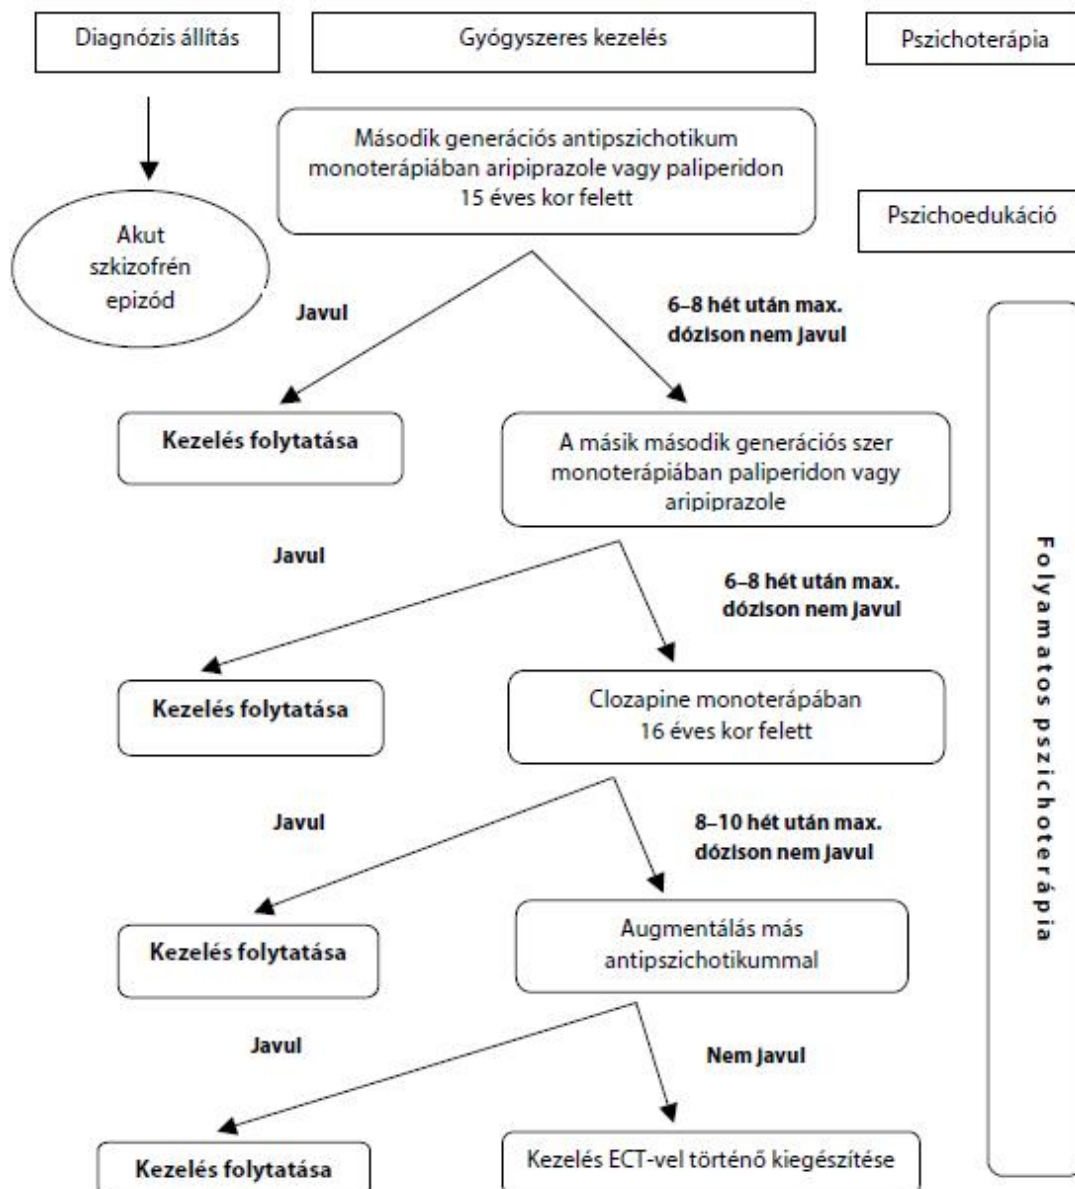 Diagnózis állítás
Gyógyszeres kezelés
Pszichoterápia
Második generációs antipszichotikum
monoterápiában aripiprazole vagy paliperidon
15 éves kor felett
Pszichoedukáció
Akut
szkizofrén
epizód
Javul
6–8 hét után max.
dózison nem javul
Kezelés folytatása
A másik második generációs szer
monoterápiában paliperidon vagy
aripiprazole
Javul
6–8 hét után max.
dózison nem javul
Kezelés folytatása
Clozapine monoterápában
16 éves kor felett
Javul
8–10 hét után max.
dózison nem javul
Kezelés folytatása
Augmentálás más
antipszichotikummal
Javul
Nem javul
Kezelés folytatása
Kezelés ECT-vel történő kiegészítése
Folyamatos pszichoterápia